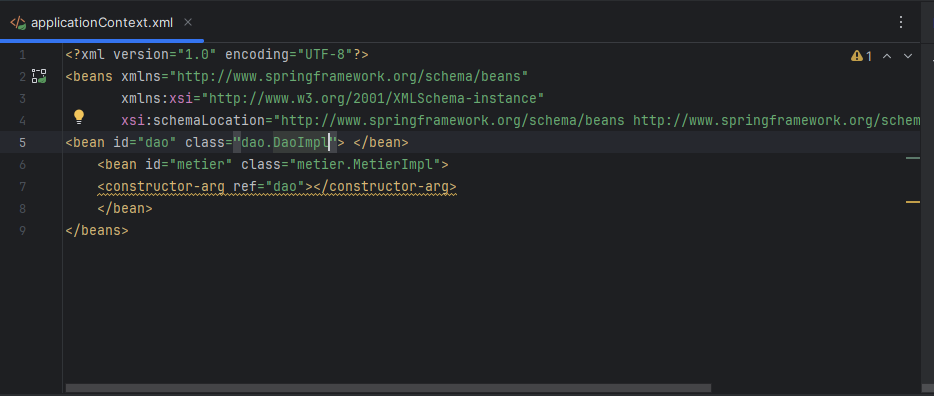 applicationContext.xml
1
1 <?xml version="1.0" encoding="UTF-8"?>
2 <beans xmlns="http://www.springframework.org/schema/beans"
3 xmlns:xsi="http://www.w3.org/2001/XMLSchema-instance"
4 xsi:schemaLocation="http://www.springframework.org/schema/beans http://www.springframework.org/schem
5 <bean id="dao" class="dao.DaoImpl"> </bean>
6 <bean id="metier" class="metier.MetierImpl">
7 <constructor-arg ref="dao"></constructor-arg>
8 </bean>
9 </beans>